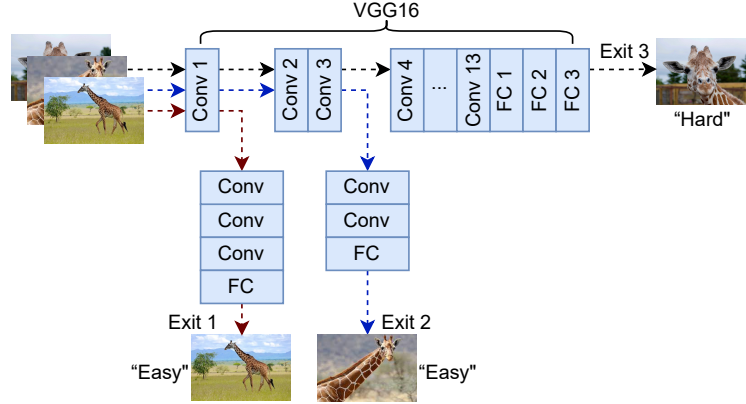 VGG16
Conv 1
Conv 2
Conv 3
Conv 4
...
Conv 13
FC 1
FC 2
FC 3
Exit 3
“Hard"
Conv
Conv
Conv
FC
Conv
Conv
FC
Exit 1
“Easy"
Exit 2
“Easy"